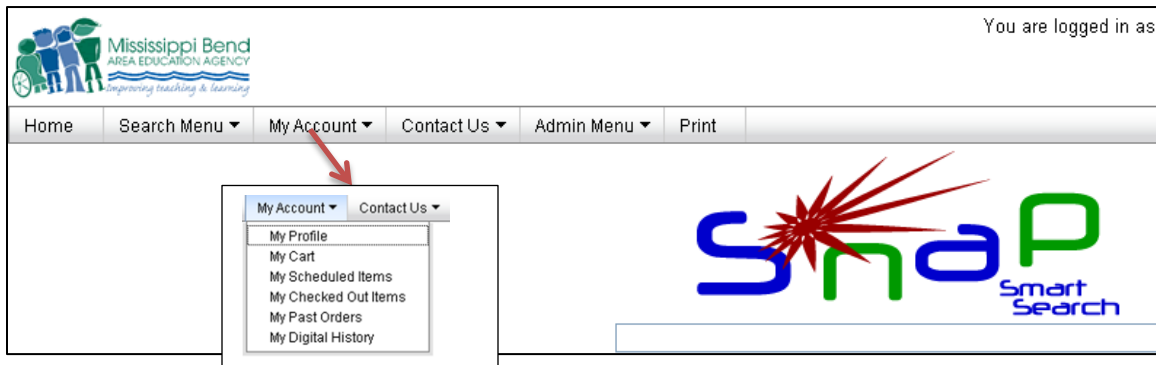 You are logged in as
Mississippi Bend
AREA EDUCATION AGENCY
Improving teaching & learning
Home Search Menu My Account Contact Us Admin Menu Print
My Account Contact Us
My Profile
My Cart
My Scheduled Items
My Checked Out Items
My Past Orders
My Digital History
Snap
Smart
Search